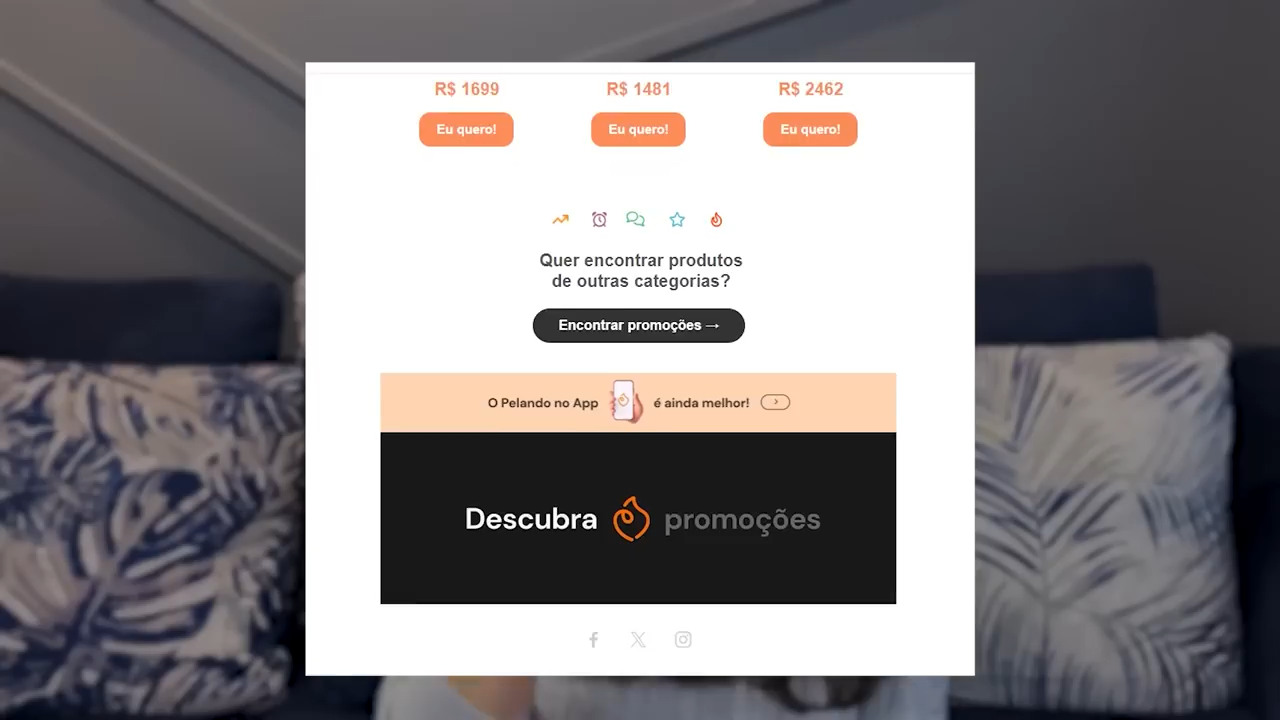 R$ 1699 R$ 1481 R$ 2462
Eu quero! Eu quero! Eu quero!
Quer encontrar produtos
de outras categorias?
Encontrar promoções →
O Pelando no App é ainda melhor!
Descubra promoções